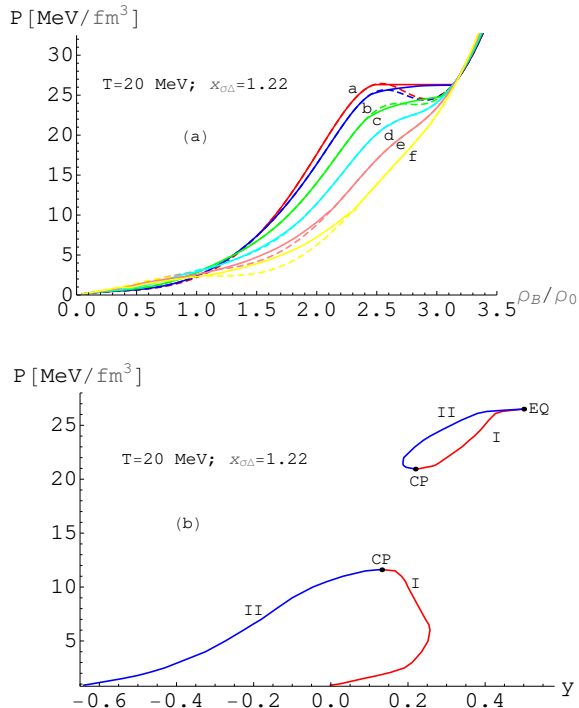 P[MeV/fm³]
30
25
20
15
10
5
0
T=20 MeV; xσΔ=1.22
(a)
a
b
c
d
e
f
0.0 0.5 1.0 1.5 2.0 2.5 3.0 3.5 ρB/ρ0
P[MeV/fm³]
25
20
15
10
5
II
EQ
I
T=20 MeV; xσΔ=1.22
CP
(b)
CP
I
II
-0.6 -0.4 -0.2 0.0 0.2 0.4 y